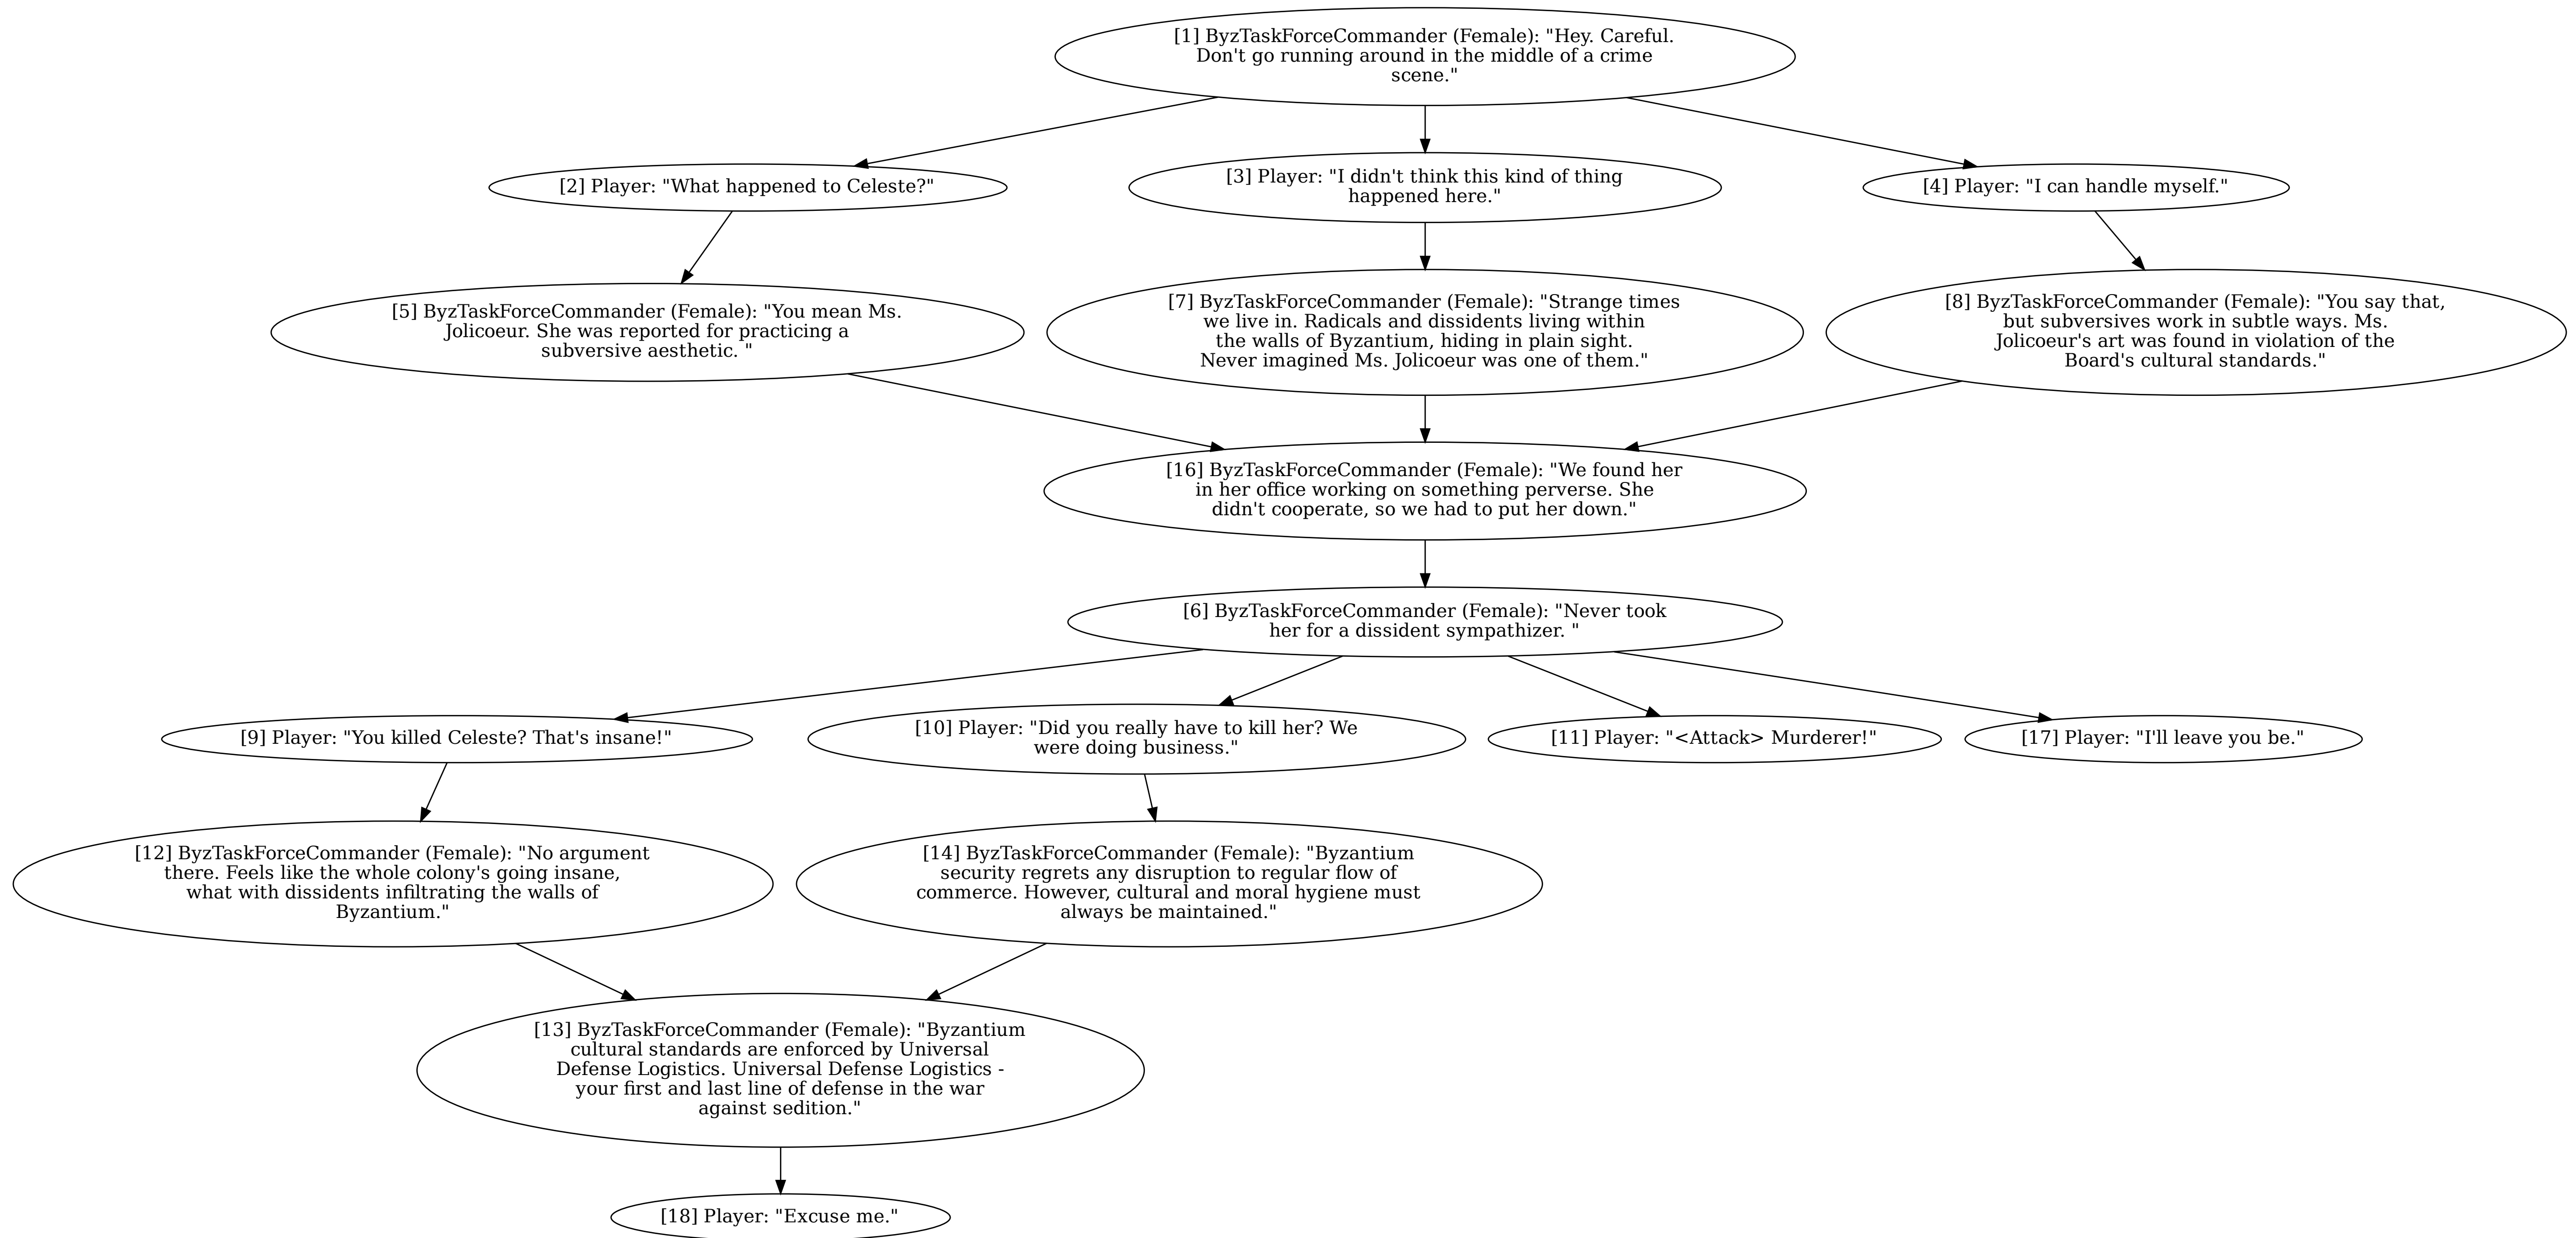 [1] ByzTaskForceCommander (Female): "Hey. Careful.
Don't go running around in the middle of a crime
scene."
[2] Player: "What happened to Celeste?"
[3] Player: "I didn't think this kind of thing
happened here."
[4] Player: "I can handle myself."
[5] ByzTaskForceCommander (Female): "You mean Ms.
Jolicoeur. She was reported for practicing a
subversive aesthetic. "
[7] ByzTaskForceCommander (Female): "Strange times
we live in. Radicals and dissidents living within
the walls of Byzantium, hiding in plain sight.
Never imagined Ms. Jolicoeur was one of them."
[8] ByzTaskForceCommander (Female): "You say that,
but subversives work in subtle ways. Ms.
Jolicoeur's art was found in violation of the
Board's cultural standards."
[16] ByzTaskForceCommander (Female): "We found her
in her office working on something perverse. She
didn't cooperate, so we had to put her down."
[6] ByzTaskForceCommander (Female): "Never took
her for a dissident sympathizer. "
[9] Player: "You killed Celeste? That's insane!"
[10] Player: "Did you really have to kill her? We
were doing business."
[11] Player: "<Attack> Murderer!"
[17] Player: "I'll leave you be."
[12] ByzTaskForceCommander (Female): "No argument
there. Feels like the whole colony's going insane,
what with dissidents infiltrating the walls of
Byzantium."
[14] ByzTaskForceCommander (Female): "Byzantium
security regrets any disruption to regular flow of
commerce. However, cultural and moral hygiene must
always be maintained."
[13] ByzTaskForceCommander (Female): "Byzantium
cultural standards are enforced by Universal
Defense Logistics. Universal Defense Logistics -
your first and last line of defense in the war
against sedition."
[18] Player: "Excuse me."